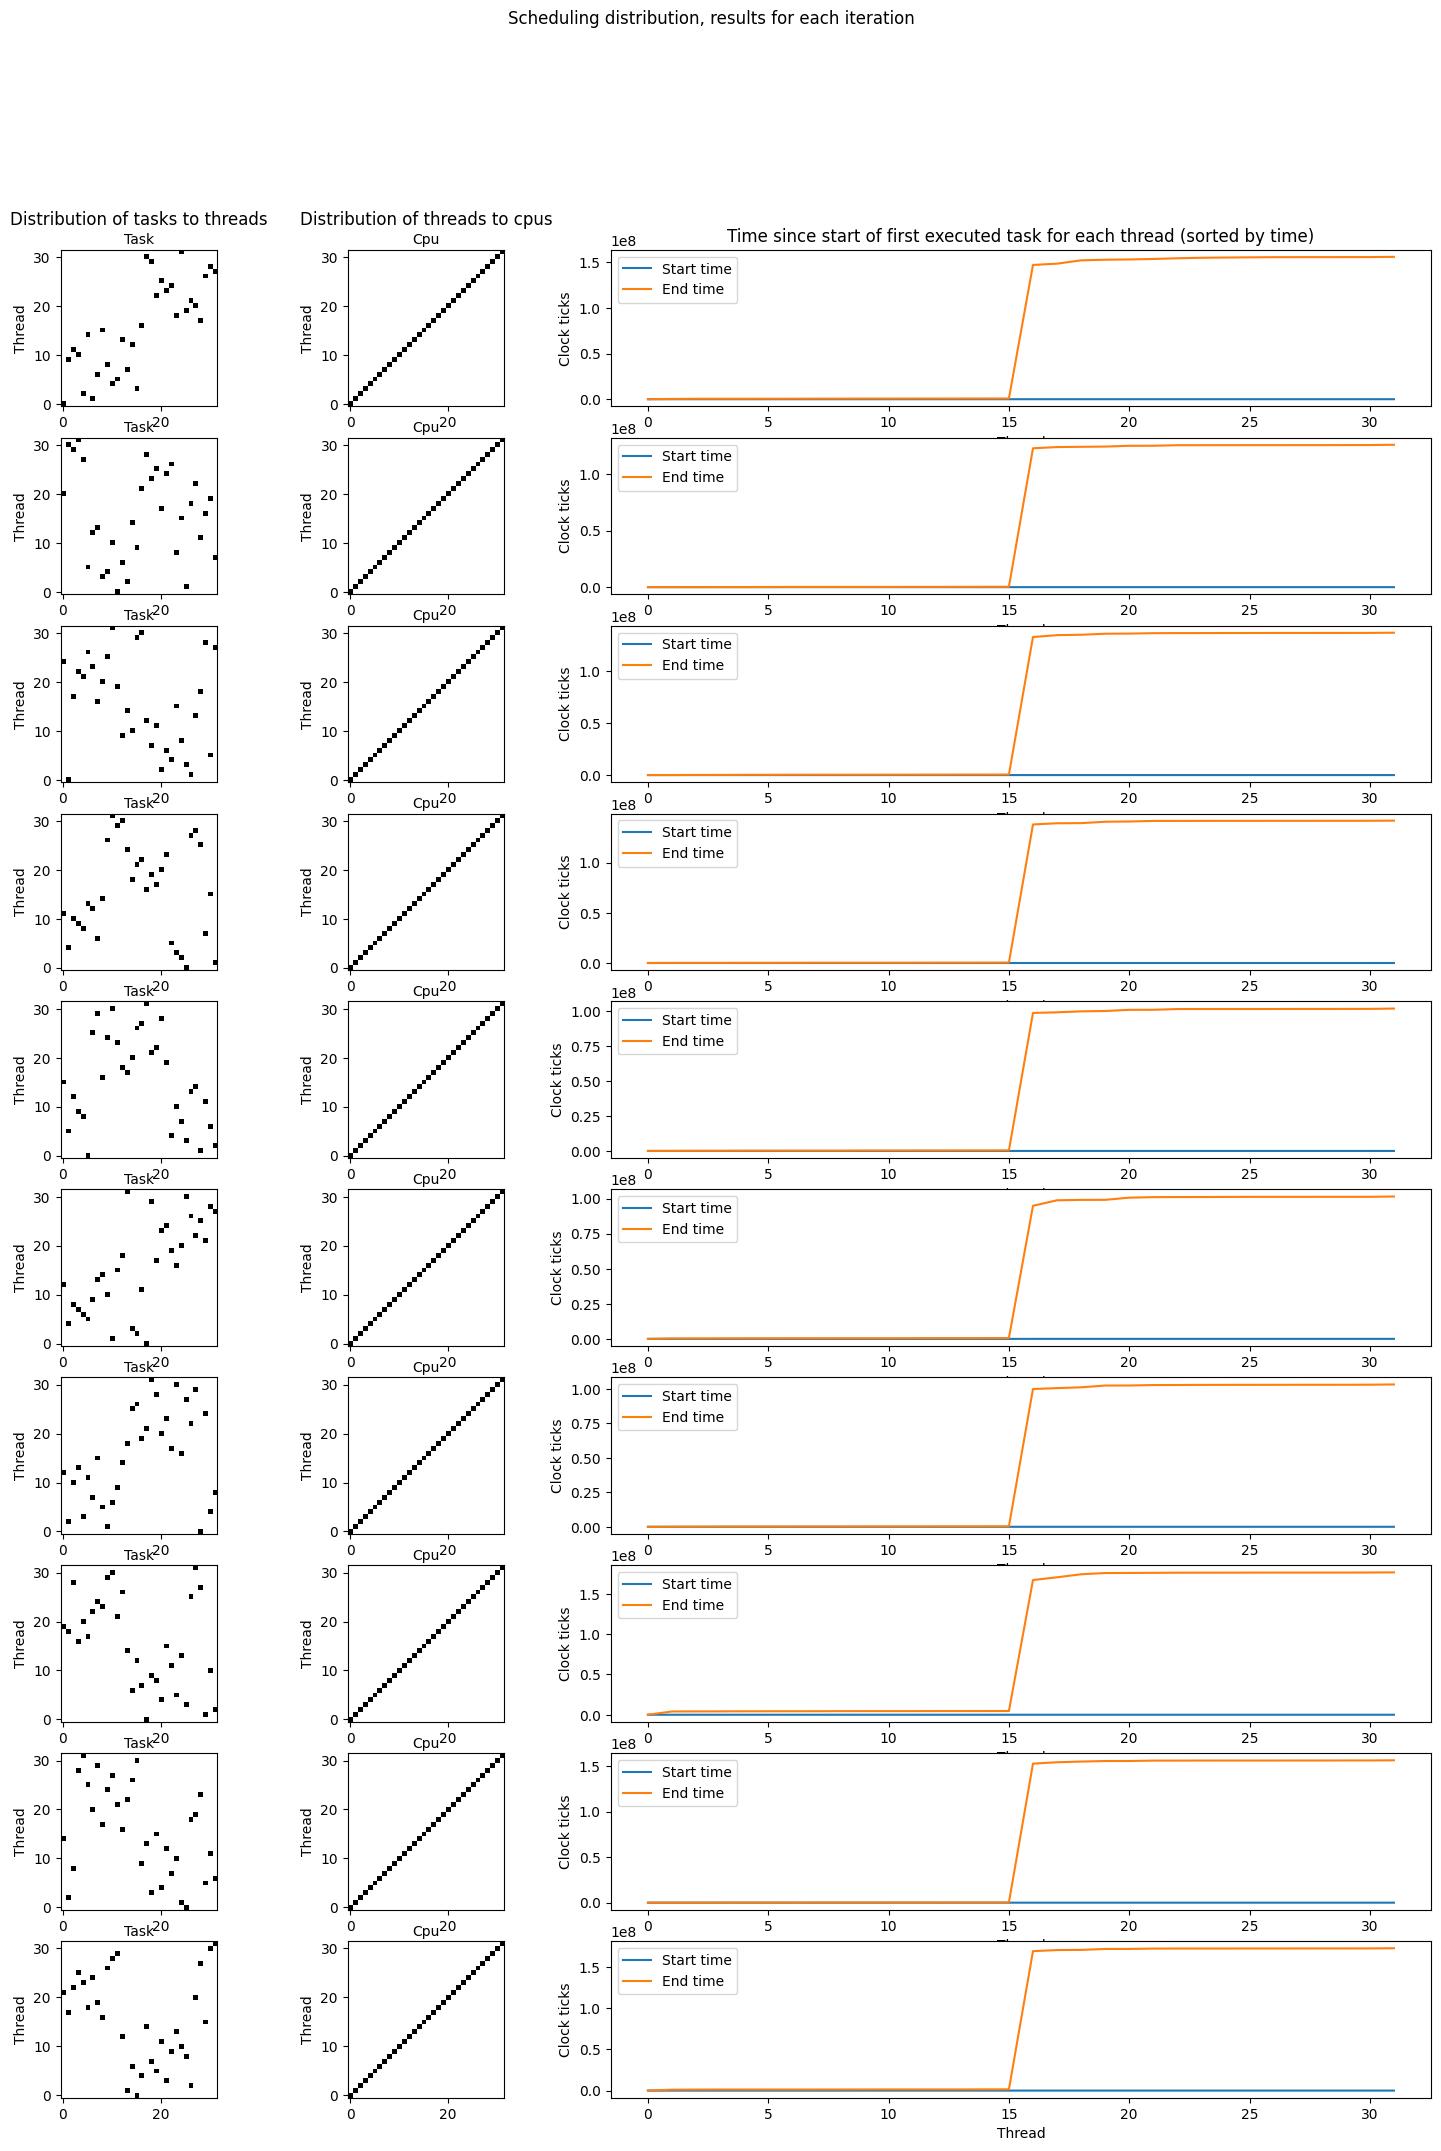 Scheduling distribution, results for each iteration
Distribution of tasks to threads
Distribution of threads to cpus
Time since start of first executed task for each thread (sorted by time)
Task
Thread
30
20
10
0
0 20
Cpu
Thread
30
20
10
0
0 20
1e8
Clock ticks
1.5
1.0
0.5
0.0
Start time
End time
0 5 10 15 20 25 30
Task
Thread
30
20
10
0
0 20
Cpu
Thread
30
20
10
0
0 20
1e8
Clock ticks
1.0
0.5
0.0
Start time
End time
0 5 10 15 20 25 30
Task
Thread
30
20
10
0
0 20
Cpu
Thread
30
20
10
0
0 20
1e8
Clock ticks
1.0
0.5
0.0
Start time
End time
0 5 10 15 20 25 30
Task
Thread
30
20
10
0
0 20
Cpu
Thread
30
20
10
0
0 20
1e8
Clock ticks
1.0
0.5
0.0
Start time
End time
0 5 10 15 20 25 30
Task
Thread
30
20
10
0
0 20
Cpu
Thread
30
20
10
0
0 20
1e8
Clock ticks
1.00
0.75
0.50
0.25
0.00
Start time
End time
0 5 10 15 20 25 30
Task
Thread
30
20
10
0
0 20
Cpu
Thread
30
20
10
0
0 20
1e8
Clock ticks
1.00
0.75
0.50
0.25
0.00
Start time
End time
0 5 10 15 20 25 30
Task
Thread
30
20
10
0
0 20
Cpu
Thread
30
20
10
0
0 20
1e8
Clock ticks
1.00
0.75
0.50
0.25
0.00
Start time
End time
0 5 10 15 20 25 30
Task
Thread
30
20
10
0
0 20
Cpu
Thread
30
20
10
0
0 20
1e8
Clock ticks
1.5
1.0
0.5
0.0
Start time
End time
0 5 10 15 20 25 30
Task
Thread
30
20
10
0
0 20
Cpu
Thread
30
20
10
0
0 20
1e8
Clock ticks
1.5
1.0
0.5
0.0
Start time
End time
0 5 10 15 20 25 30
Task
Thread
30
20
10
0
0 20
Cpu
Thread
30
20
10
0
0 20
1e8
Clock ticks
1.5
1.0
0.5
0.0
Start time
End time
0 5 10 15 20 25 30
Thread